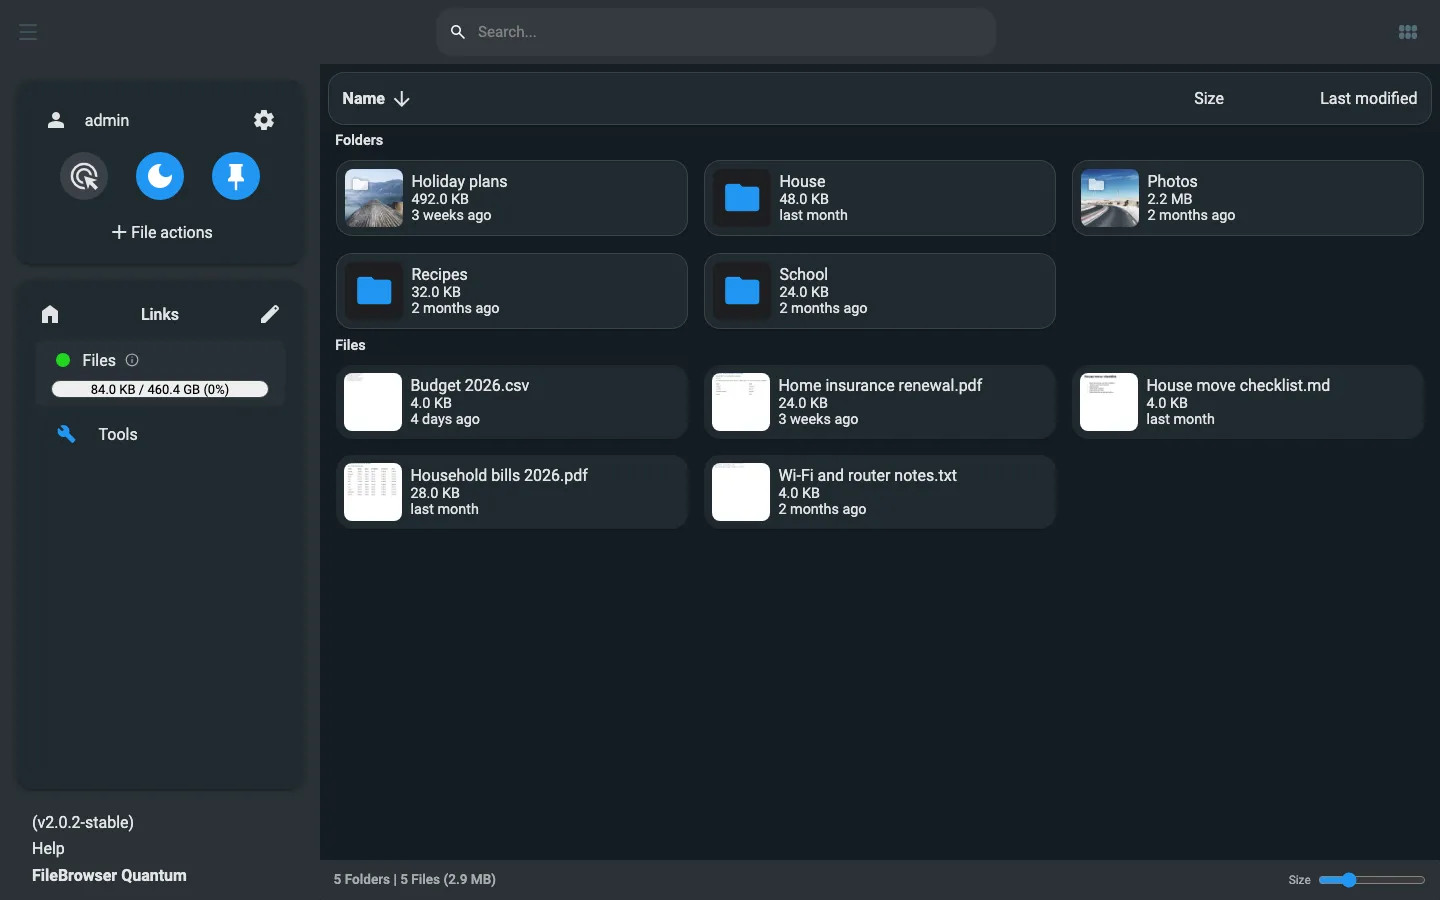 Search...
admin
File actions
Links
Files
84.0 KB / 460.4 GB (0%)
Tools
(v2.0.2-stable)
Help
FileBrowser Quantum
Name
Size
Last modified
Folders
Holiday plans
492.0 KB
3 weeks ago
House
48.0 KB
last month
Photos
2.2 MB
2 months ago
Recipes
32.0 KB
2 months ago
School
24.0 KB
2 months ago
Files
Budget 2026.csv
4.0 KB
4 days ago
Home insurance renewal.pdf
24.0 KB
3 weeks ago
House move checklist.md
4.0 KB
last month
Household bills 2026.pdf
28.0 KB
last month
Wi-Fi and router notes.txt
4.0 KB
2 months ago
5 Folders | 5 Files (2.9 MB)
Size